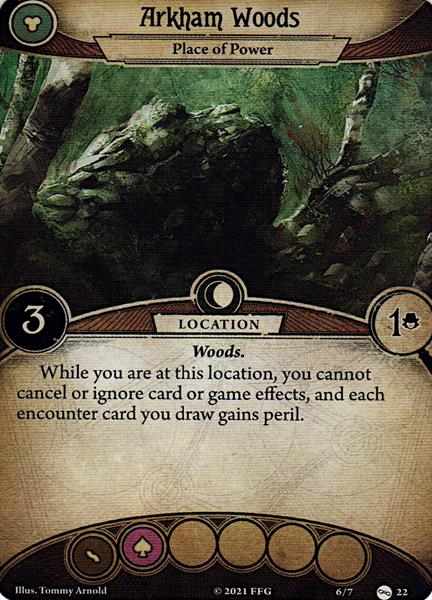 Arkham Woods
Place of Power
3
1
LOCATION
Woods.
While you are at this location, you cannot
cancel or ignore card or game effects, and each
encounter card you draw gains peril.
Illus. Tommy Arnold
© 2021 FFG
6/7
22